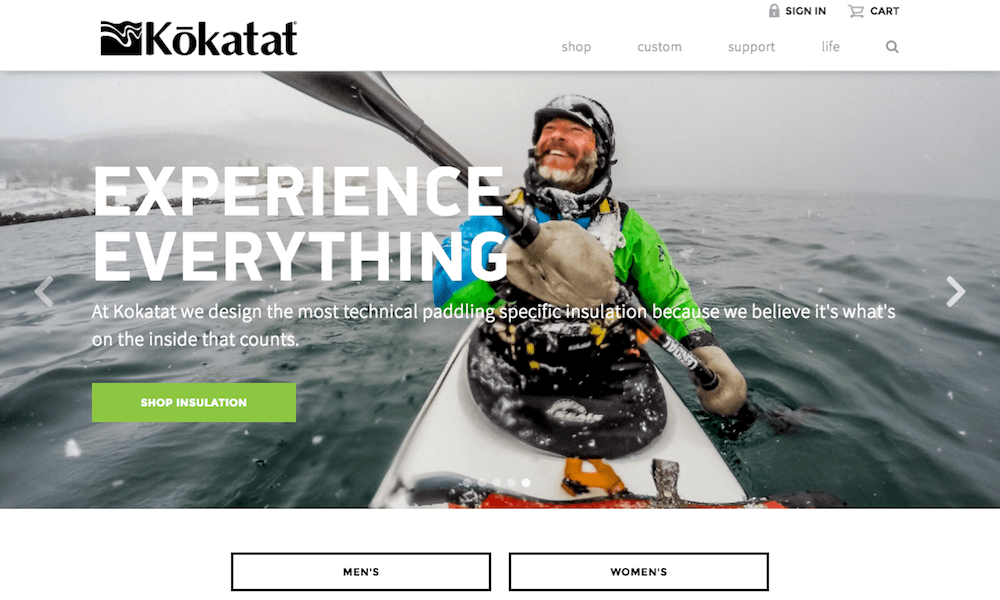 SIGN IN
CART
Kōkatat
shop
custom
support
life
EXPERIENCE
EVERYTHING
At Kokatat we design the most technical paddling specific insulation because we believe it's what's
on the inside that counts.
SHOP INSULATION
MEN'S
WOMEN'S